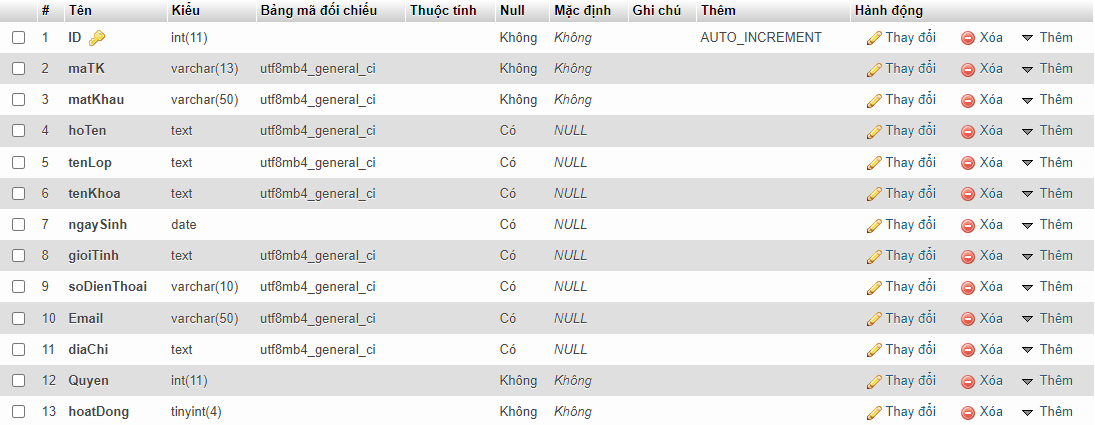 # Tên Kiểu Bảng mã đối chiếu Thuộc tính Null Mặc định Ghi chú Thêm Hành động
1 ID int(11) Không Không AUTO_INCREMENT Thay đổi Xóa Thêm
2 maTK varchar(13) utf8mb4_general_ci Không Không Thay đổi Xóa Thêm
3 matKhau varchar(50) utf8mb4_general_ci Không Không Thay đổi Xóa Thêm
4 hoTen text utf8mb4_general_ci Có NULL Thay đổi Xóa Thêm
5 tenLop text utf8mb4_general_ci Có NULL Thay đổi Xóa Thêm
6 tenKhoa text utf8mb4_general_ci Có NULL Thay đổi Xóa Thêm
7 ngaySinh date Có NULL Thay đổi Xóa Thêm
8 gioiTinh text utf8mb4_general_ci Có NULL Thay đổi Xóa Thêm
9 soDienThoai varchar(10) utf8mb4_general_ci Có NULL Thay đổi Xóa Thêm
10 Email varchar(50) utf8mb4_general_ci Có NULL Thay đổi Xóa Thêm
11 diaChi text utf8mb4_general_ci Có NULL Thay đổi Xóa Thêm
12 Quyen int(11) Không Không Thay đổi Xóa Thêm
13 hoatDong tinyint(4) Không Không Thay đổi Xóa Thêm